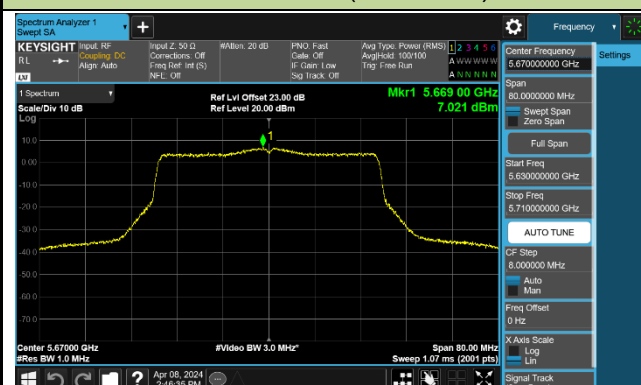 Spectrum Analyzer 1
Swept SA
Frequency
KEYSIGHT
Input: RF
Input Z: 50 Ω
#Atten: 20 dB
PNO: Fast
Avg Type: Power (RMS)
1 2 3 4 5 6
RL
Coupling: DC
Corrections: Off
Gate: Off
Avg|Hold: 100/100
A W W W W W
Align: Auto
Freq Ref: Int (S)
IF Gain: Low
Trig: Free Run
LXI
NFE: Off
Sig Track: Off
A N N N N N
1 Spectrum
Ref Lvl Offset 23.00 dB
Mkr1 5.669 00 GHz
Scale/Div 10 dB
Ref Level 20.00 dBm
7.021 dBm
Log
1
10.0
0.00
-10.0
-20.0
-30.0
-40.0
-50.0
-60.0
-70.0
Center 5.67000 GHz
#Video BW 3.0 MHz*
Span 80.00 MHz
#Res BW 1.0 MHz
Sweep 1.07 ms (2001 pts)
Apr 08, 2024
2:46:35 PM
Center Frequency
5.670000000 GHz
Settings
Span
80.0000000 MHz
Swept Span
Zero Span
Full Span
Start Freq
5.630000000 GHz
Stop Freq
5.710000000 GHz
AUTO TUNE
CF Step
8.000000 MHz
Auto
Man
Freq Offset
0 Hz
X Axis Scale
Log
Lin
Signal Track